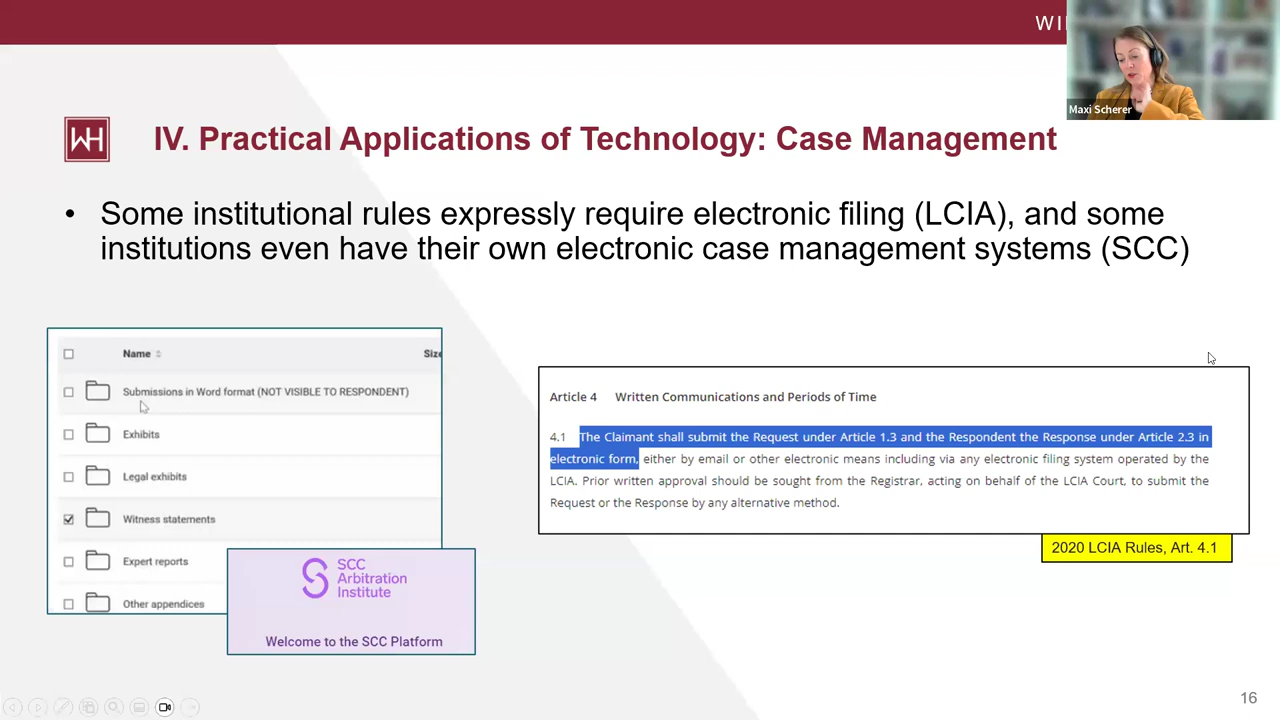 WI
Maxi Scherer
WH
IV. Practical Applications of Technology: Case Management
• Some institutional rules expressly require electronic filing (LCIA), and some
institutions even have their own electronic case management systems (SCC)
Name
Size
Submissions in Word format (NOT VISIBLE TO RESPONDENT)
Exhibits
Legal exhibits
Witness statements
Expert reports
Other appendices
SCC
Arbitration
Institute
Welcome to the SCC Platform
Article 4 Written Communications and Periods of Time
4.1 The Claimant shall submit the Request under Article 1.3 and the Respondent the Response under Article 2.3 in
electronic form, either by email or other electronic means including via any electronic filing system operated by the
LCIA. Prior written approval should be sought from the Registrar, acting on behalf of the LCIA Court, to submit the
Request or the Response by any alternative method.
2020 LCIA Rules, Art. 4.1
16